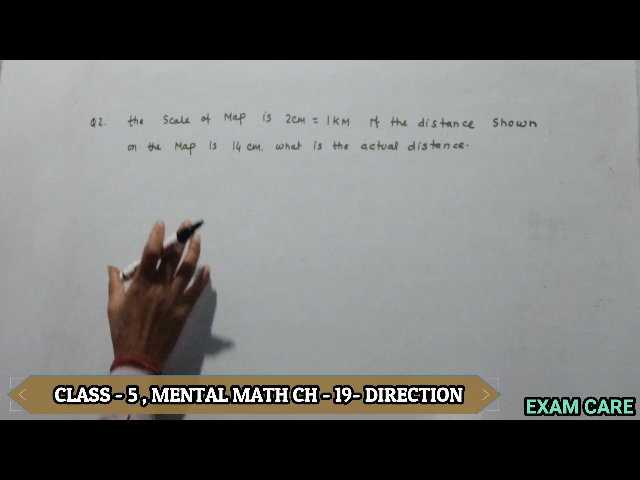 Q2. the Scale of Map is 2cm = 1KM If the distance Shown
on the Map is 14 cm. what is the actual distance.
CLASS - 5 , MENTAL MATH CH - 19- DIRECTION
EXAM CARE